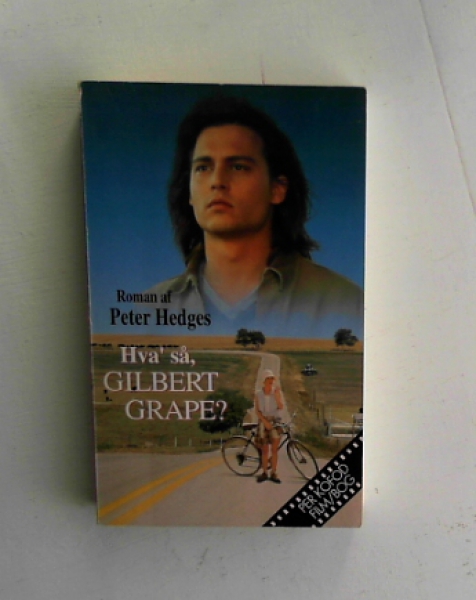 Roman af
Peter Hedges
Hva' så,
GILBERT
GRAPE?
PER KOFOD
FILM/BOG